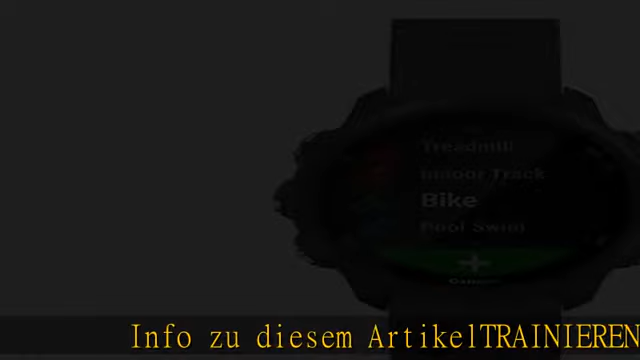 Treadmill
Indoor Track
Bike
Pool Swim
Info zu diesem ArtikelTRAINIEREN